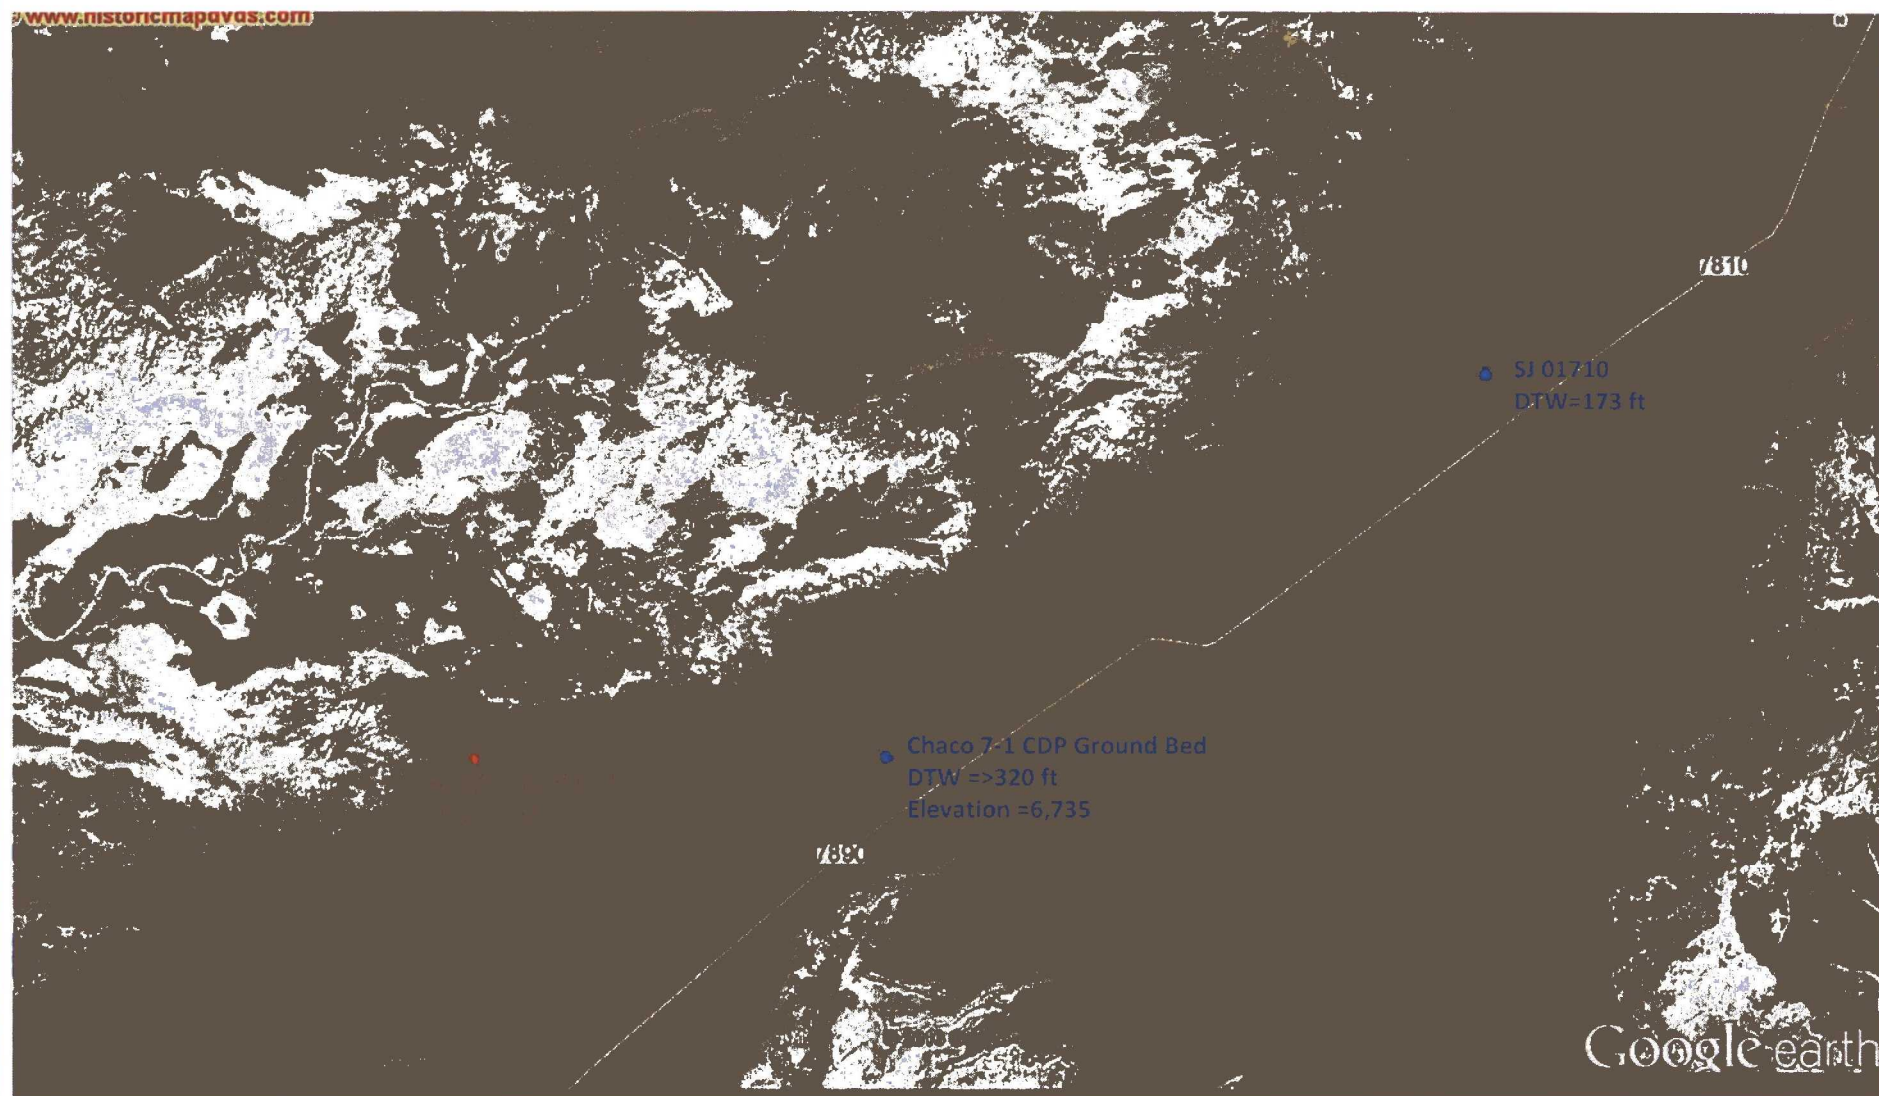 www.historicmapdvds.com
7810
SJ 01710
DTW=173 ft
Chaco 7-1 CDP Ground Bed
DTW =>320 ft
Elevation =6,735
7890
Google earth